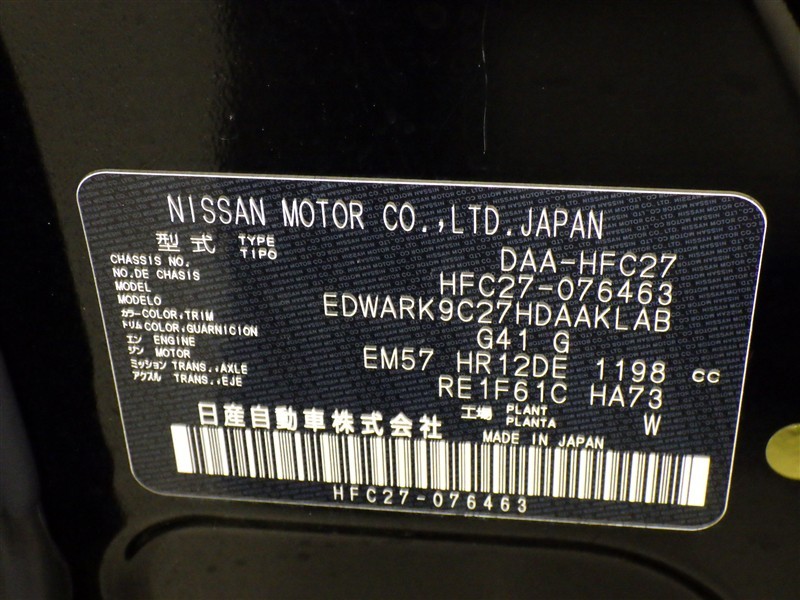 NISSAN MOTOR CO.,LTD.JAPAN
型式 TYPE TIPO DAA-HFC27
CHASSIS NO. NO.DE CHASIS HFC27-076463
MODEL MODELO EDWARK9C27HDAAKLAB
カラー COLOR,TRIM トリム COLOR,GUARNICION G41 G
エンジン ENGINE MOTOR EM57 HR12DE 1198 cc
ミッション TRANS.,AXLE アクスル TRANS.,EJE RE1F61C HA73
日産自動車株式会社 工場 PLANT PLANTA W
MADE IN JAPAN
HFC27-076463